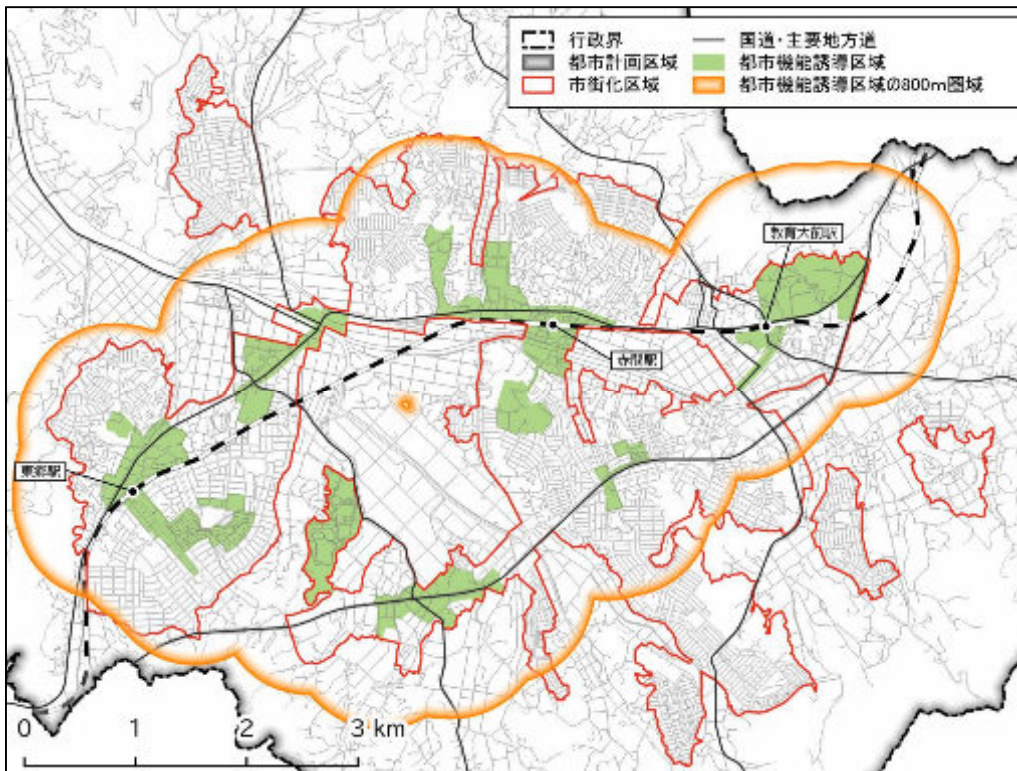 行政界
国道・主要地方道
都市計画区域
都市機能誘導区域
市街化区域
都市機能誘導区域の800m圏域
教育大前駅
赤間駅
東郷駅
0 1 2 3 km